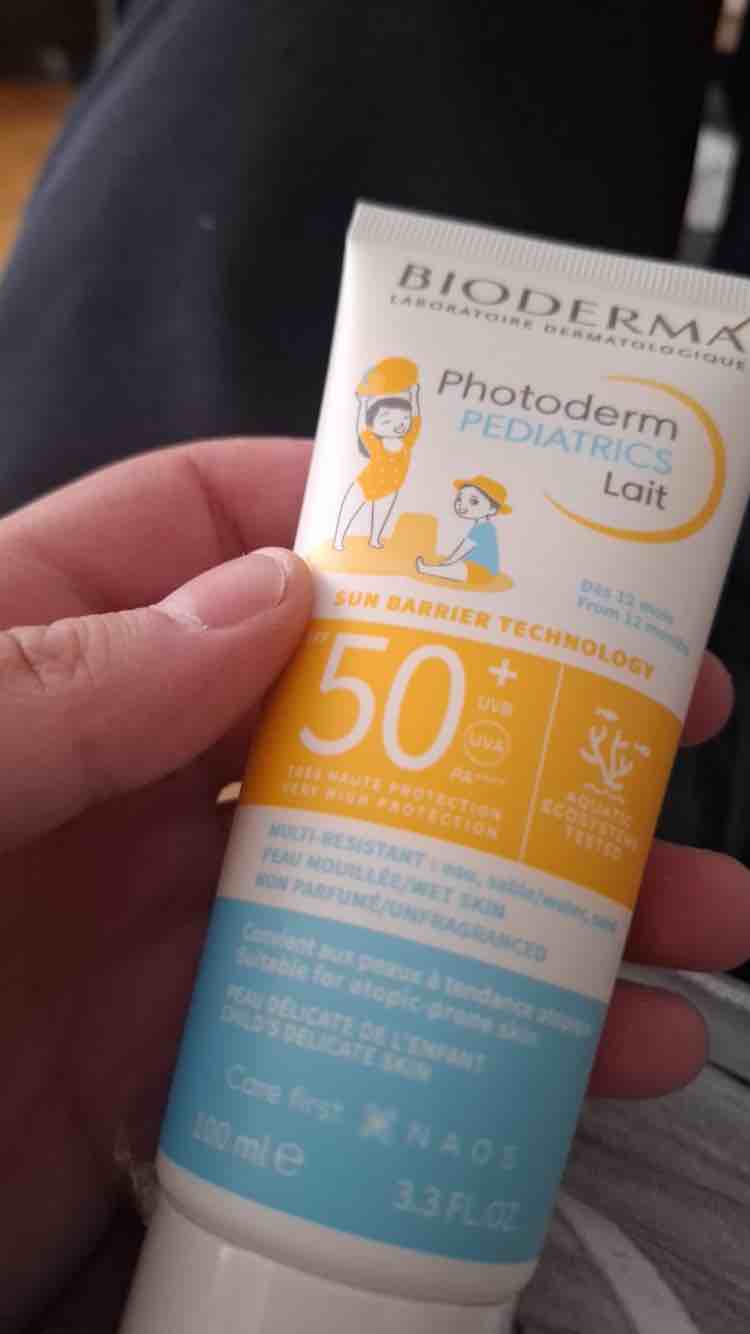 BIODERMA
LABORATOIRE DERMATOLOGIQUE
Photoderm
PEDIATRICS
Lait
Dès 12 mois
From 12 months
SUN BARRIER TECHNOLOGY
50+
UVB
UVA
PA++++
TRÈS HAUTE PROTECTION
VERY HIGH PROTECTION
AQUATIC
ECOSYSTEMS
TESTED
MULTI-RESISTANT : eau, sable/water, sand
PEAU MOUILLÉE/WET SKIN
NON PARFUMÉ/UNFRAGRANCED
Convient aux peaux à tendance atopique
Suitable for atopic-prone skin
PEAU DÉLICATE DE L'ENFANT
CHILD'S DELICATE SKIN
Care first
NAOS
100 ml e
3.3 FL.OZ.